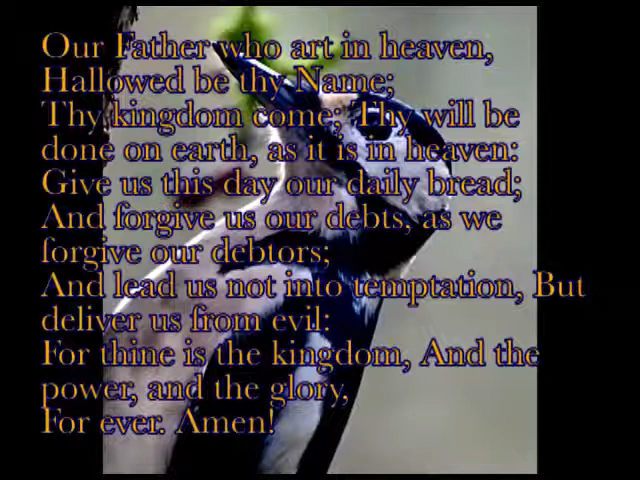 Our Father who art in heaven,
Hallowed be thy Name;
Thy kingdom come; Thy will be
done on earth, as it is in heaven:
Give us this day our daily bread;
And forgive us our debts, as we
forgive our debtors;
And lead us not into temptation, But
deliver us from evil:
For thine is the kingdom, And the
power, and the glory,
For ever. Amen!